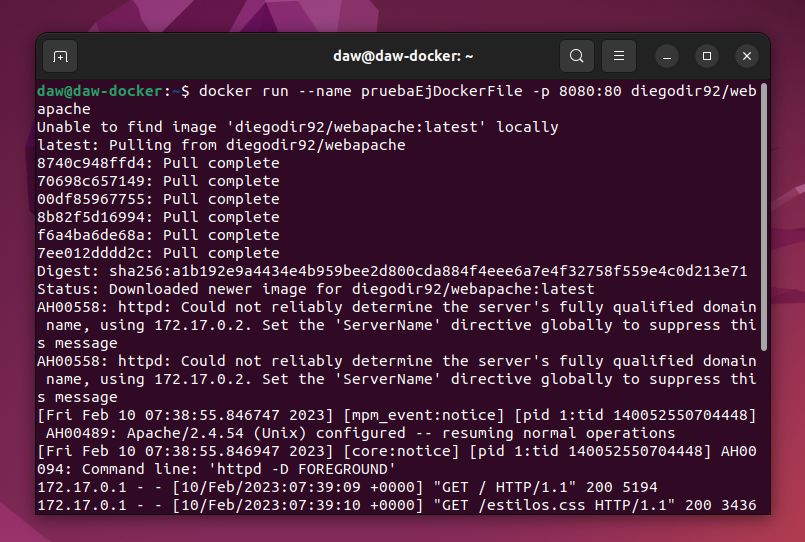 daw@daw-docker: ~
daw@daw-docker:~$ docker run --name pruebaEjDockerFile -p 8080:80 diegodir92/web
apache
Unable to find image 'diegodir92/webapache:latest' locally
latest: Pulling from diegodir92/webapache
8740c948ffd4: Pull complete
70698c657149: Pull complete
00df85967755: Pull complete
8b82f5d16994: Pull complete
f6a4ba6de68a: Pull complete
7ee012dddd2c: Pull complete
Digest: sha256:a1b192e9a4434e4b959bee2d800cda884f4eee6a7e4f32758f559e4c0d213e71
Status: Downloaded newer image for diegodir92/webapache:latest
AH00558: httpd: Could not reliably determine the server's fully qualified domain
 name, using 172.17.0.2. Set the 'ServerName' directive globally to suppress thi
s message
AH00558: httpd: Could not reliably determine the server's fully qualified domain
 name, using 172.17.0.2. Set the 'ServerName' directive globally to suppress thi
s message
[Fri Feb 10 07:38:55.846747 2023] [mpm_event:notice] [pid 1:tid 140052550704448]
 AH00489: Apache/2.4.54 (Unix) configured -- resuming normal operations
[Fri Feb 10 07:38:55.846947 2023] [core:notice] [pid 1:tid 140052550704448] AH00
094: Command line: 'httpd -D FOREGROUND'
172.17.0.1 - - [10/Feb/2023:07:39:09 +0000] "GET / HTTP/1.1" 200 5194
172.17.0.1 - - [10/Feb/2023:07:39:10 +0000] "GET /estilos.css HTTP/1.1" 200 3436